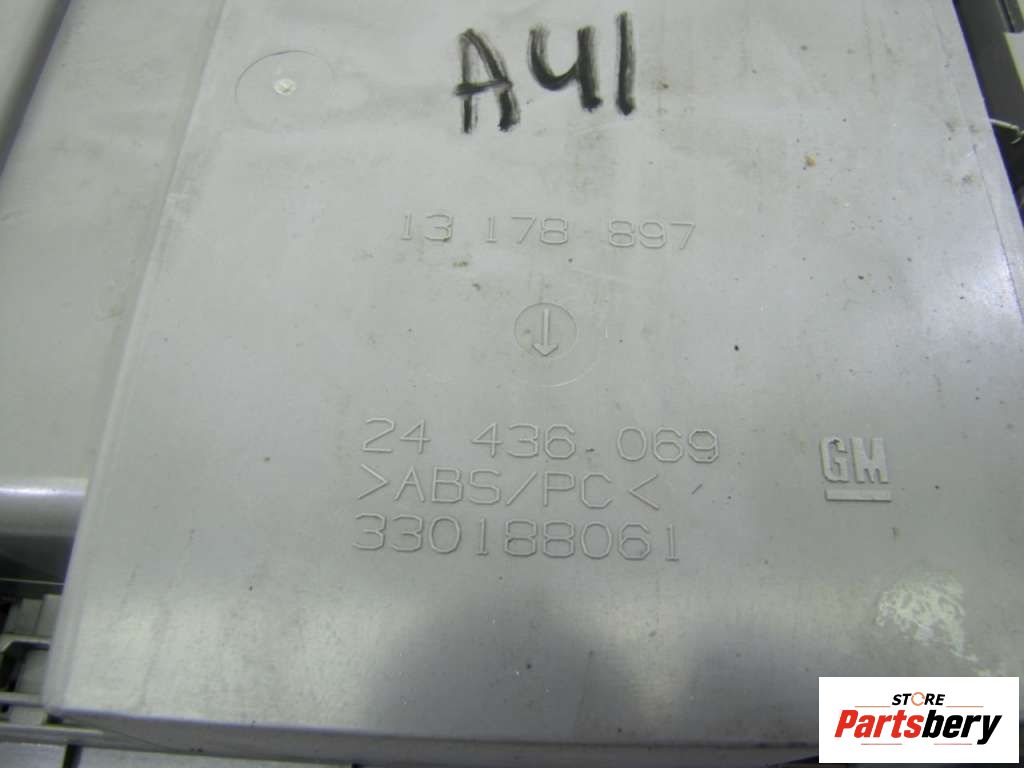 A41
13 178 897
24 436 069
GM
>ABS/PC<
330188061
STORE
Partsbery